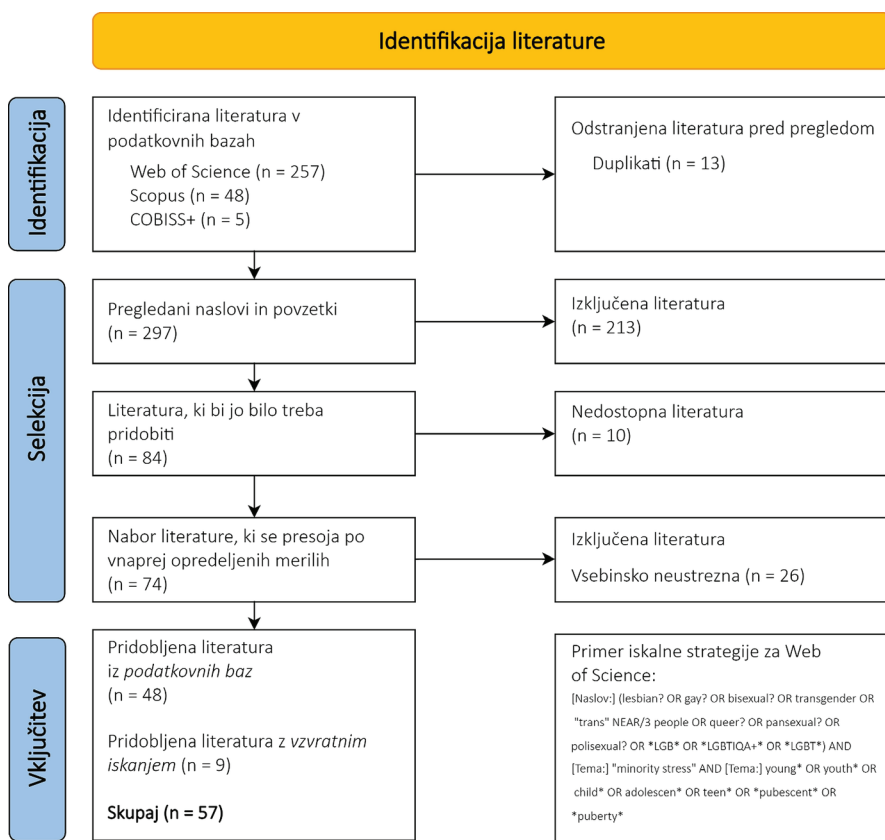 Identifikacija literature
Identifikacija
Identificirana literatura v
podatkovnih bazah
Web of Science (n = 257)
Scopus (n = 48)
COBISS+ (n = 5)
Odstranjena literatura pred pregledom
Duplikati (n = 13)
Selekcija
Pregledani naslovi in povzetki
(n = 297)
Izključena literatura
(n = 213)
Literatura, ki bi jo bilo treba
pridobiti
(n = 84)
Nedostopna literatura
(n = 10)
Nabor literature, ki se presoja po
vnaprej opredeljenih merilih
(n = 74)
Izključena literatura
Vsebinsko neustrezna (n = 26)
Vključitev
Pridobljena literatura
iz podatkovnih baz
(n = 48)
Pridobljena literatura z vzvratnim
iskanjem (n = 9)
Skupaj (n = 57)
Primer iskalne strategije za Web
of Science:
[Naslov:] (lesbian? OR gay? OR bisexual? OR transgender OR
"trans" NEAR/3 people OR queer? OR pansexual? OR
polisexual? OR *LGB* OR *LGBTIQA+* OR *LGBT*) AND
[Tema:] "minority stress" AND [Tema:] young* OR youth* OR
child* OR adolescen* OR teen* OR *pubescent* OR
*puberty*